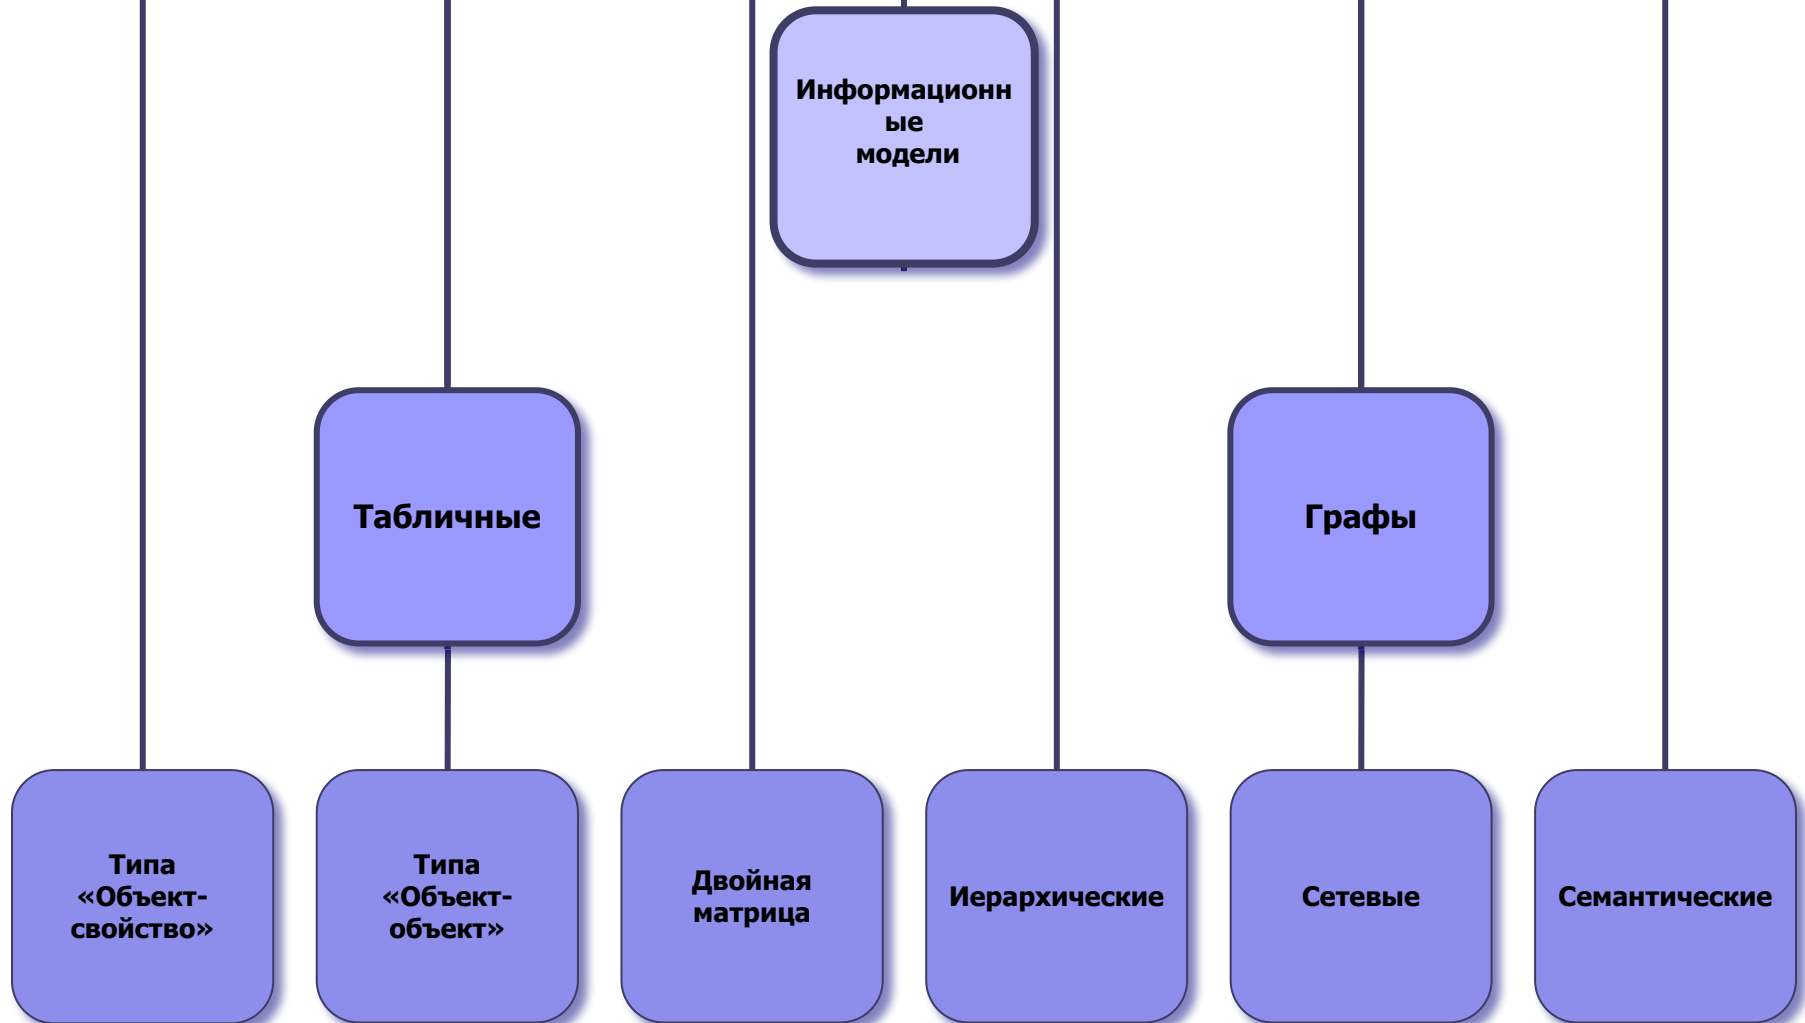 Информационн
ые
модели
Табличные
Графы
Типа
«Объект-
свойство»
Типа
«Объект-
объект»
Двойная
матрица
Иерархические
Сетевые
Семантические